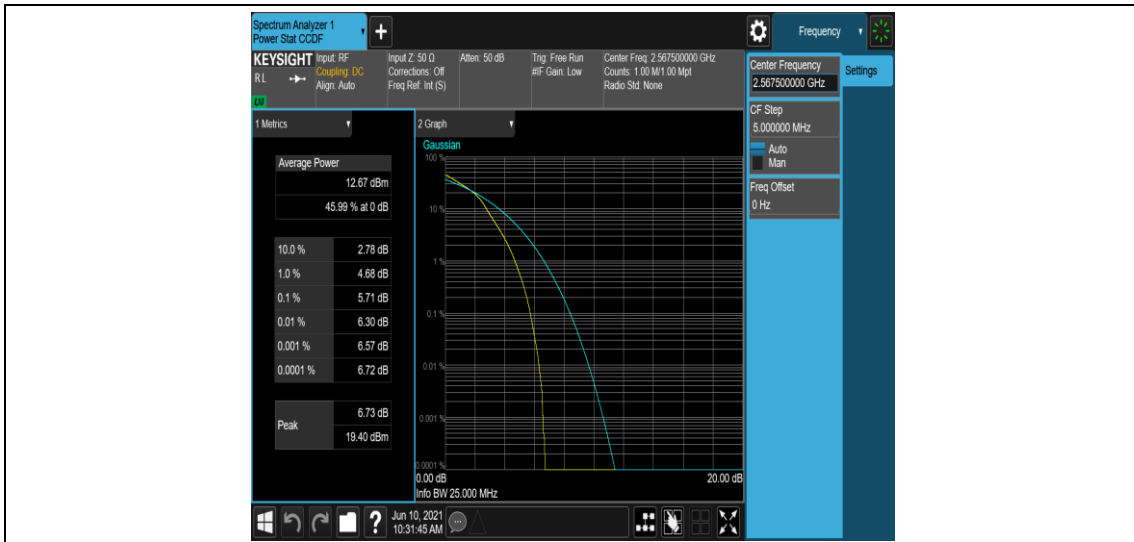 Spectrum Analyzer 1
Power Stat CCDF
+
Frequency
KEYSIGHT
RL
LXI
Input: RF
Coupling: DC
Align: Auto
Input Z: 50 Ω
Corrections: Off
Freq Ref: Int (S)
Atten: 50 dB
Trig: Free Run
#IF Gain: Low
Center Freq: 2.567500000 GHz
Counts: 1.00 M/1.00 Mpt
Radio Std: None
Center Frequency
2.567500000 GHz
Settings
CF Step
5.000000 MHz
Auto
Man
Freq Offset
0 Hz
1 Metrics
Average Power
12.67 dBm
45.99 % at 0 dB
10.0 % 2.78 dB
1.0 % 4.68 dB
0.1 % 5.71 dB
0.01 % 6.30 dB
0.001 % 6.57 dB
0.0001 % 6.72 dB
Peak
6.73 dB
19.40 dBm
2 Graph
Gaussian
100 %
10 %
1 %
0.1 %
0.01 %
0.001 %
0.0001 %
0.00 dB 20.00 dB
Info BW 25.000 MHz
?
Jun 10, 2021
10:31:45 AM